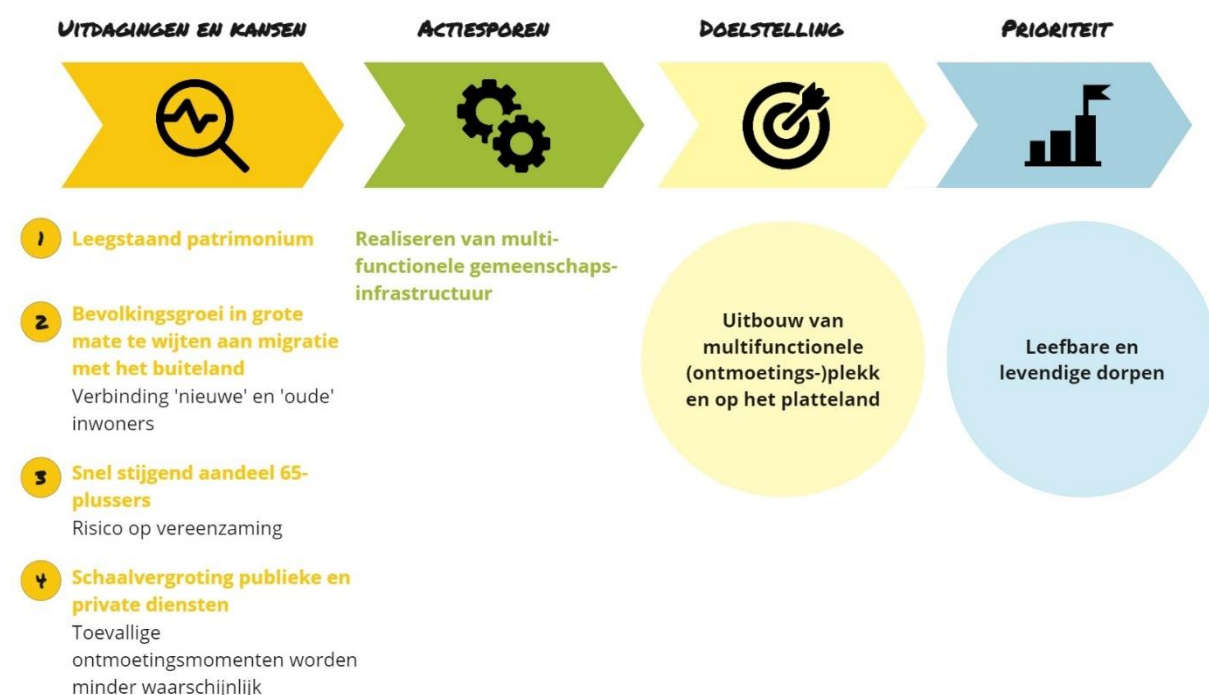 UITDAGINGEN EN KANSEN
ACTIESPOREN
DOELSTELLING
PRIORITEIT
1
Leegstaand patrimonium
2
Bevolkingsgroei in grote
mate te wijten aan migratie
met het buiteland
Verbinding 'nieuwe' en 'oude'
inwoners
3
Snel stijgend aandeel 65-
plussers
Risico op vereenzaming
4
Schaalvergroting publieke en
private diensten
Toevallige
ontmoetingsmomenten worden
minder waarschijnlijk
Realiseren van multi-
functionele gemeenschaps-
infrastructuur
Uitbouw van
multifunctionele
(ontmoetings-)plekk
en op het platteland
Leefbare en
levendige dorpen